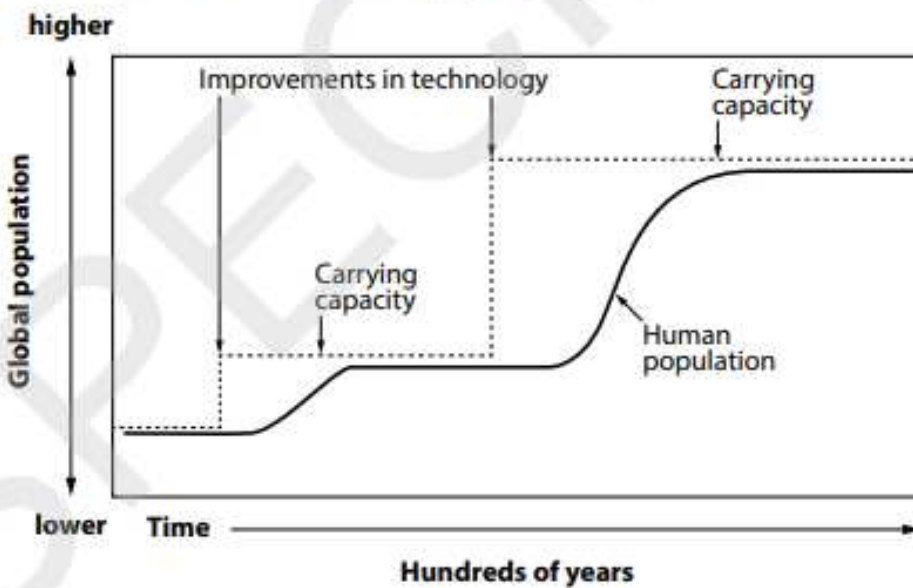 higher
Improvements in technology
Carrying
capacity
Global population
Carrying
capacity
Human
population
lower
Time
Hundreds of years